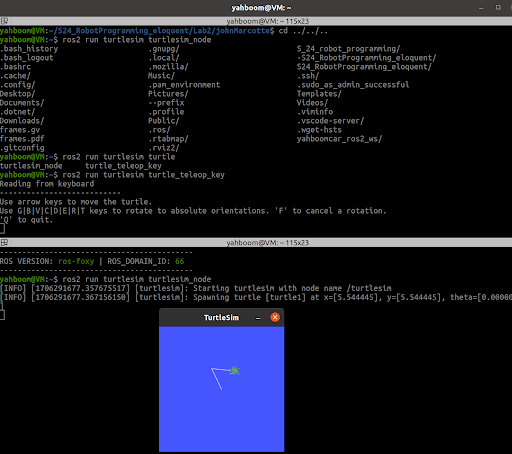 yahboom@VM: ~
yahboom@VM: ~ 115x23
yahboom@VM:~/S24_RobotProgramming_eloquent/Lab2/johnMarcotte$ cd ../../..
yahboom@VM:~$ ros2 run turtlesim turtlesim_node
.bash_history .gnupg/ S_24_robot_programming/
.bash_logout .local/ -S24_RobotProgramming_eloquent/
.bashrc .mozilla/ S24_RobotProgramming_eloquent/
.cache/ Music/ .ssh/
.config/ .pam_environment .sudo_as_admin_successful
Desktop/ Pictures/ Templates/
Documents/ --prefix Videos/
.dotnet/ .profile .viminfo
Downloads/ Public/ .vscode-server/
frames.gv .ros/ .wget-hsts
frames.pdf .rtabmap/ yahboomcar_ros2_ws/
.gitconfig .rviz2/
yahboom@VM:~$ ros2 run turtlesim turtle
turtlesim_node turtle_teleop_key
yahboom@VM:~$ ros2 run turtlesim turtle_teleop_key
Reading from keyboard
---------------------------
Use arrow keys to move the turtle.
Use G|B|V|C|D|E|R|T keys to rotate to absolute orientations. 'F' to cancel a rotation.
'Q' to quit.
yahboom@VM: ~ 115x23
------------------------------------------
ROS VERSION: ros-foxy | ROS_DOMAIN_ID: 66
------------------------------------------
yahboom@VM:~$ ros2 run turtlesim turtlesim_node
[INFO] [1706291677.357675517] [turtlesim]: Starting turtlesim with node name /turtlesim
[INFO] [1706291677.367156150] [turtlesim]: Spawning turtle [turtle1] at x=[5.544445], y=[5.544445], theta=[0.00000
]
TurtleSim